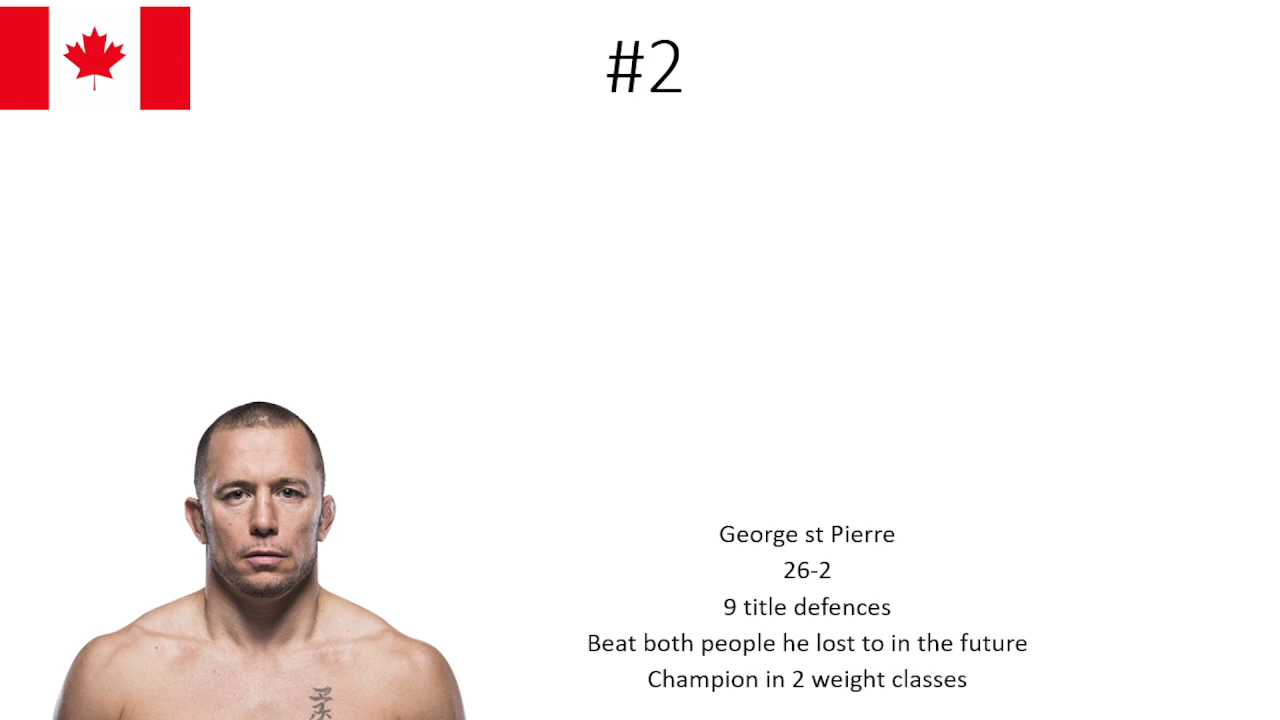 #2
George st Pierre
26-2
9 title defences
Beat both people he lost to in the future
Champion in 2 weight classes